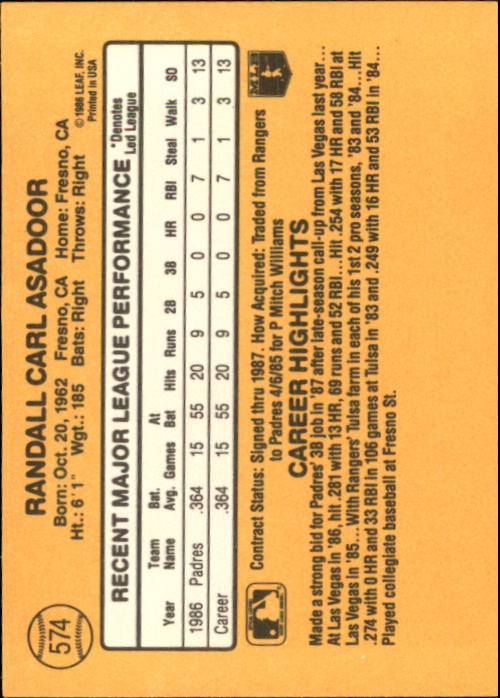 574
RANDALL CARL ASADOOR
Born: Oct. 20, 1962 Fresno, CA Home: Fresno, CA
Ht.: 6'1" Wgt.: 185 Bats: Right Throws: Right
© 1986 LEAF, INC.
Printed in USA
RECENT MAJOR LEAGUE PERFORMANCE *Denotes Led League
Year Team Name Bat. Avg. Games At Bat Hits Runs 2B 3B HR RBI Steal Walk SO
1986 Padres .364 15 55 20 9 5 0 0 7 1 3 13
Career .364 15 55 20 9 5 0 0 7 1 3 13
Contract Status: Signed thru 1987. How Acquired: Traded from Rangers
to Padres 4/6/85 for P Mitch Williams
MLB
CAREER HIGHLIGHTS
Made a strong bid for Padres' 3B job in '87 after late-season call-up from Las Vegas last year...
At Las Vegas in '86, hit .281 with 13 HR, 69 runs and 52 RBI...Hit .254 with 17 HR and 58 RBI at
Las Vegas in '85...With Rangers' Tulsa farm in each of his 1st 2 pro seasons, '83 and '84...Hit
.274 with 0 HR and 33 RBI in 106 games at Tulsa in '83 and .249 with 16 HR and 53 RBI in '84...
Played collegiate baseball at Fresno St.